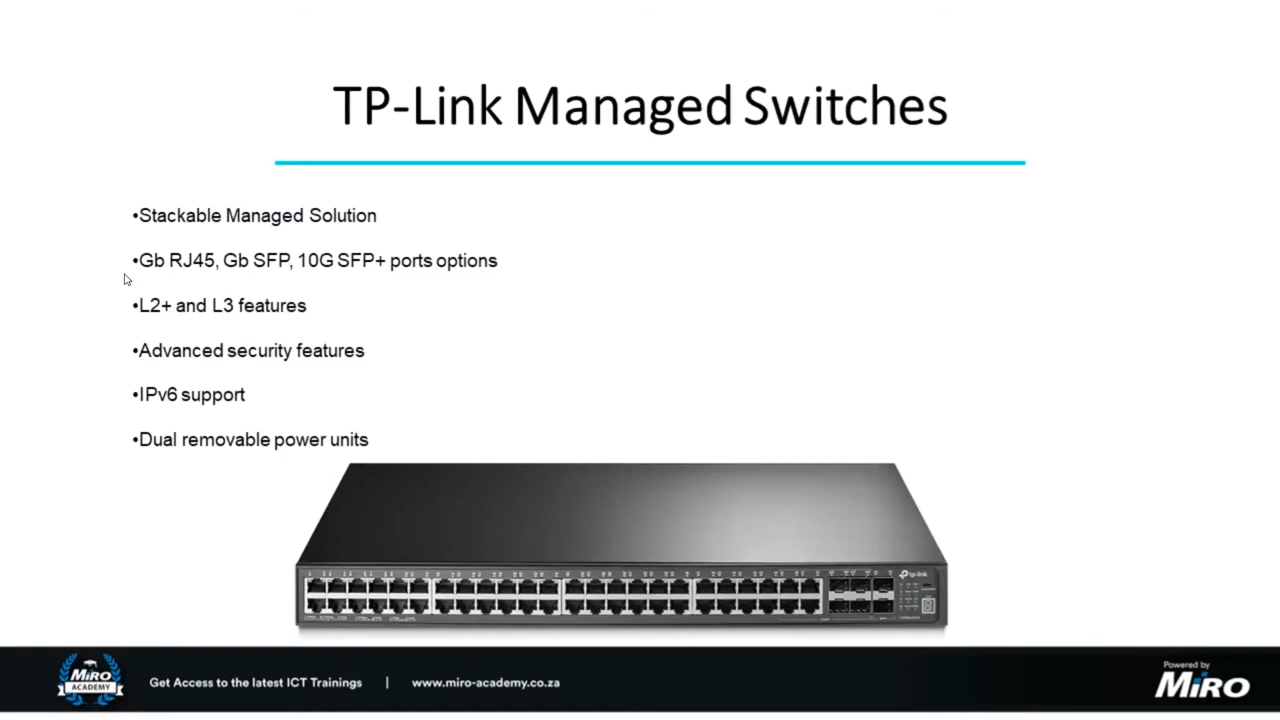 TP-Link Managed Switches
•Stackable Managed Solution
•Gb RJ45, Gb SFP, 10G SFP+ ports options
•L2+ and L3 features
•Advanced security features
•IPv6 support
•Dual removable power units
tp-link
MiRO
ACADEMY
Get Access to the latest ICT Trainings | www.miro-academy.co.za
Powered by
MiRO